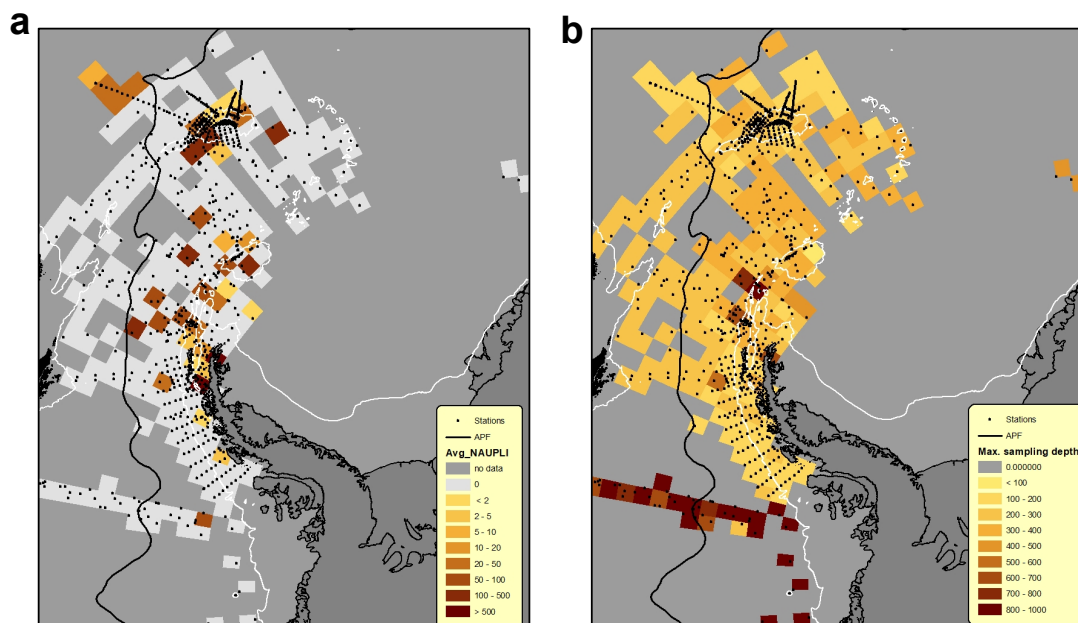 a
Stations
APF
Avg_NAUPLI
no data
0
< 2
2 - 5
5 - 10
10 - 20
20 - 50
50 - 100
100 - 500
> 500
b
Stations
APF
Max. sampling depth
0.000000
< 100
100 - 200
200 - 300
300 - 400
400 - 500
500 - 600
600 - 700
700 - 800
800 - 1000